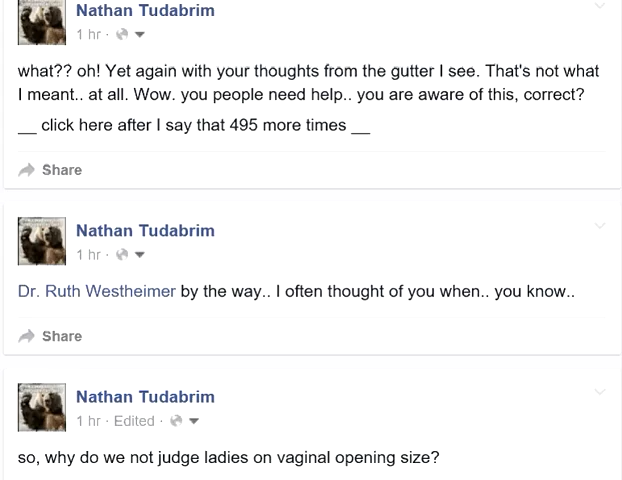 Nathan Tudabrim
1 hr ·
what?? oh! Yet again with your thoughts from the gutter I see. That's not what
I meant.. at all. Wow. you people need help.. you are aware of this, correct?
__ click here after I say that 495 more times __
Share
Nathan Tudabrim
1 hr ·
Dr. Ruth Westheimer by the way.. I often thought of you when.. you know..
Share
Nathan Tudabrim
1 hr · Edited ·
so, why do we not judge ladies on vaginal opening size?